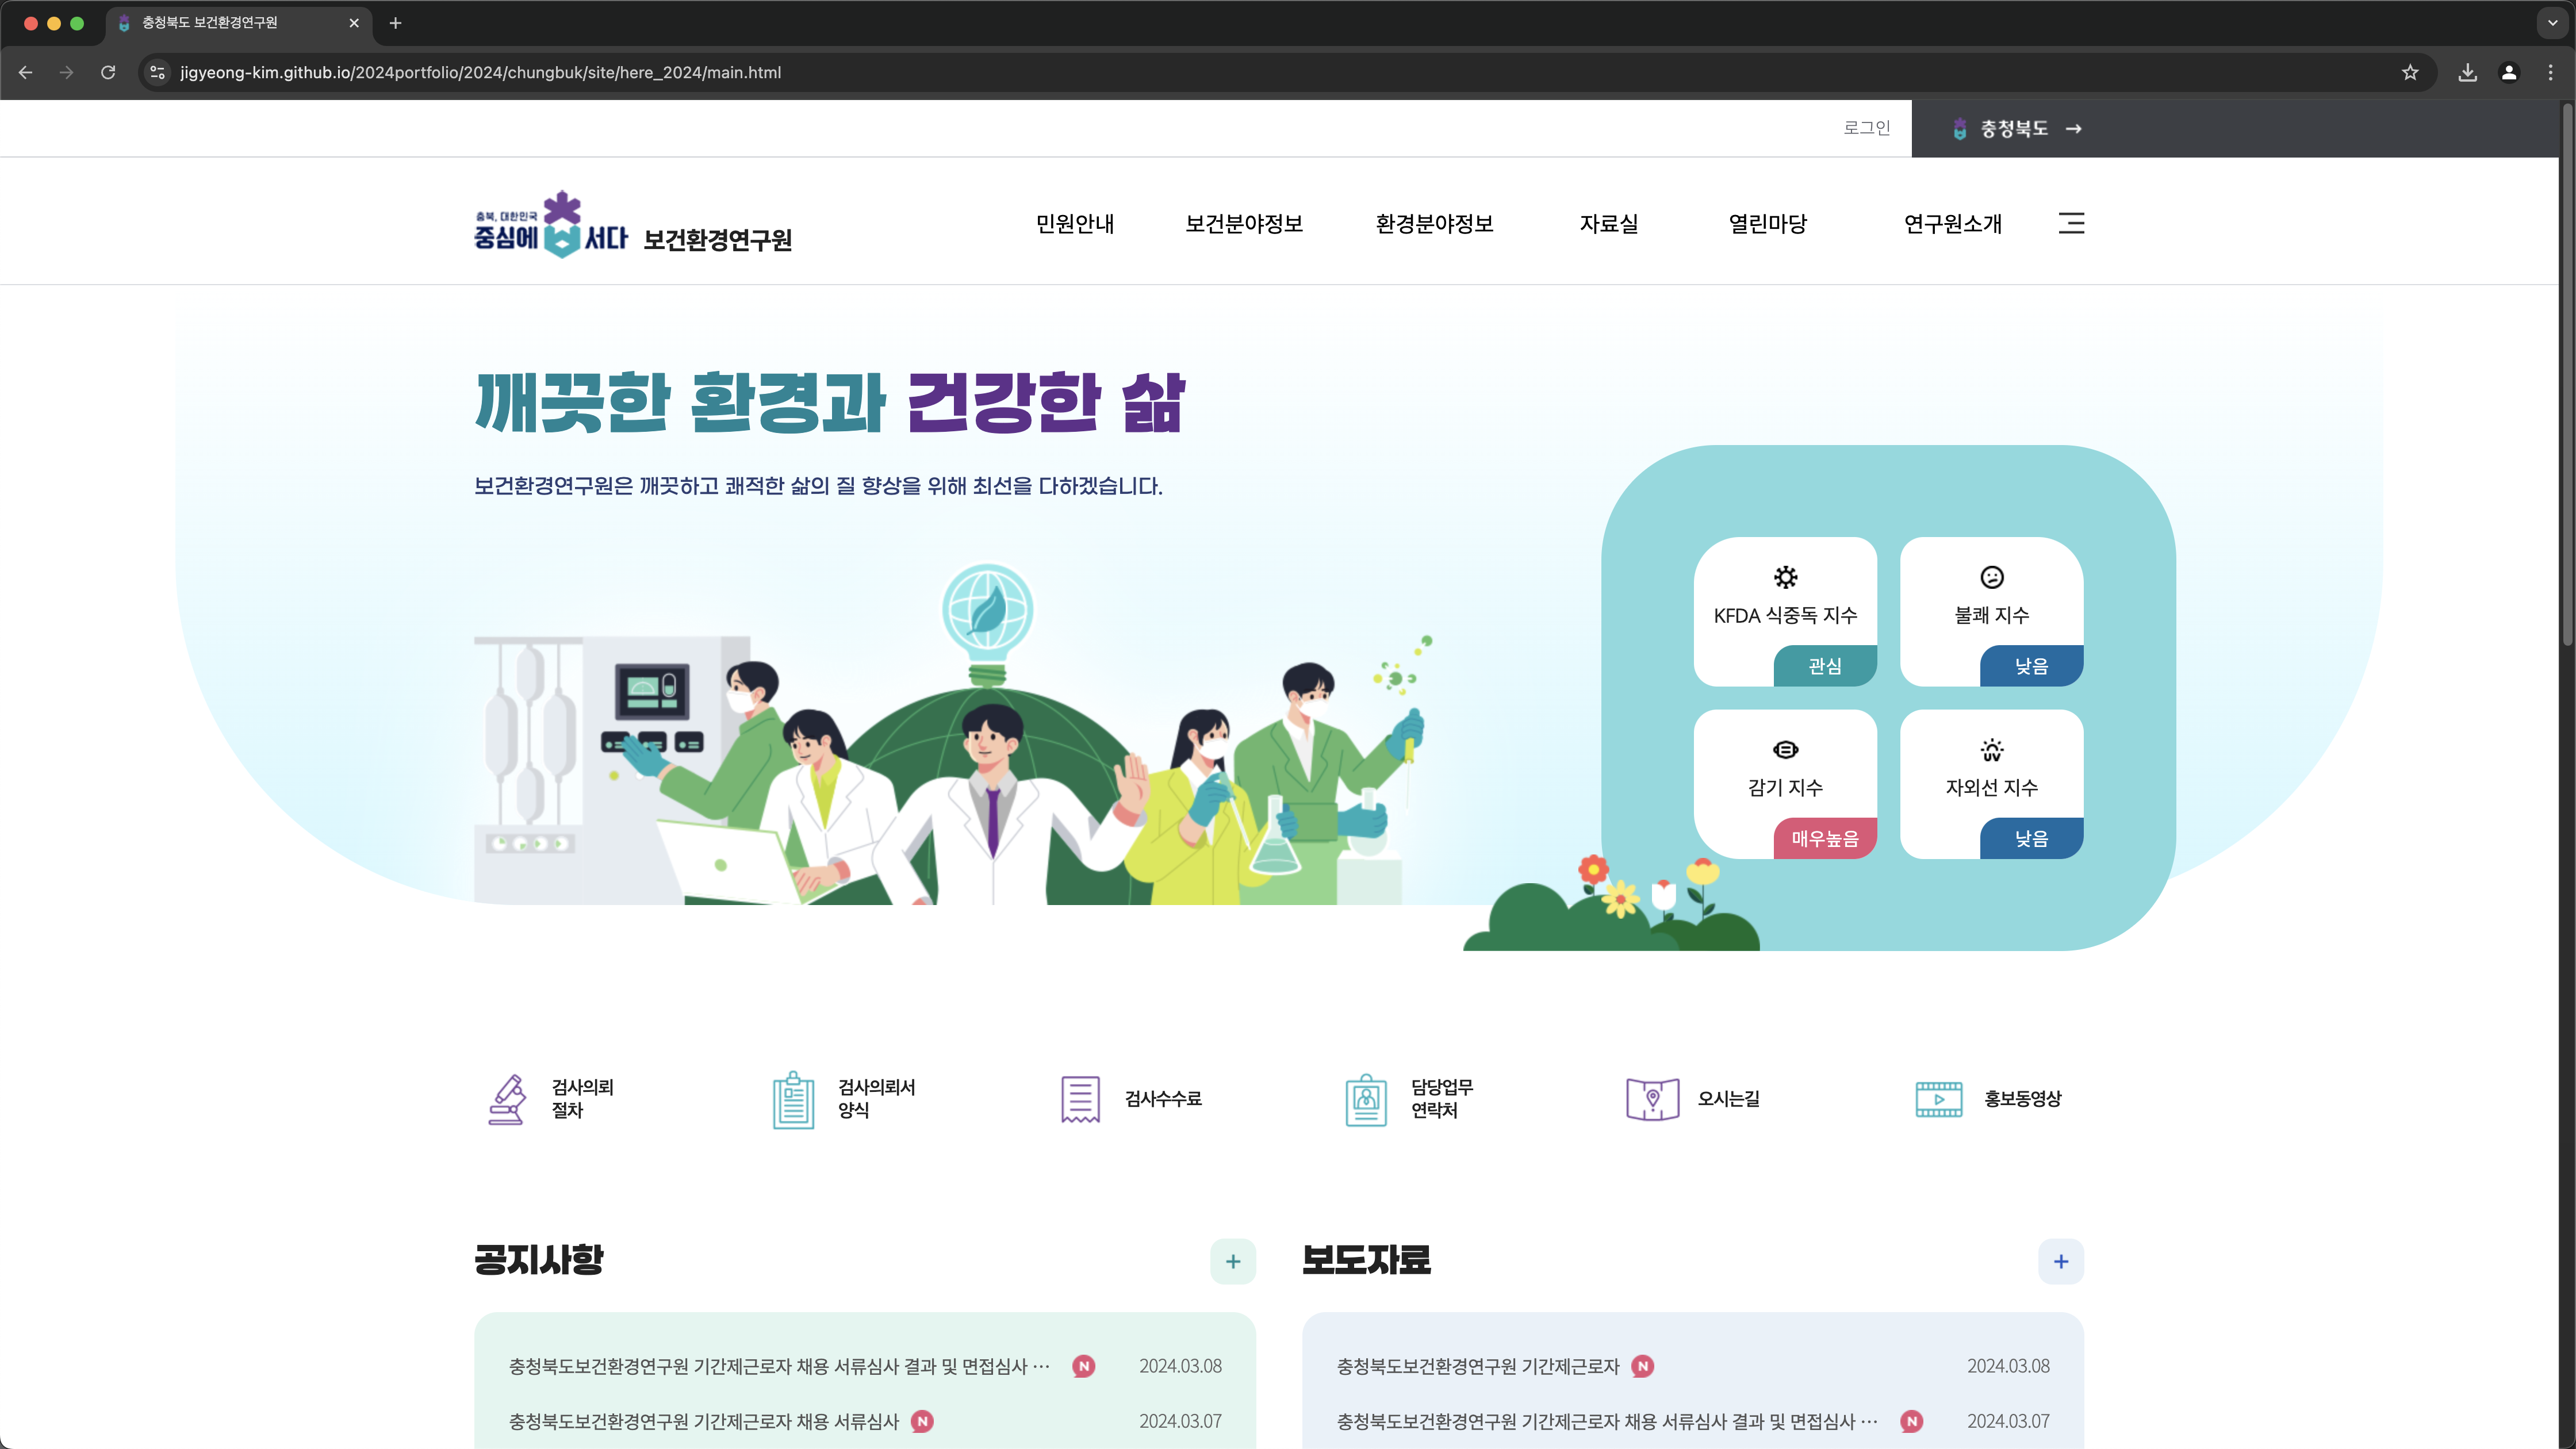 충청북도 보건환경연구원
jigyeong-kim.github.io/2024portfolio/2024/chungbuk/site/here_2024/main.html
로그인
충청북도 →
충북, 대한민국
중심에 서다 보건환경연구원
민원안내 보건분야정보 환경분야정보 자료실 열린마당 연구원소개
깨끗한 환경과 건강한 삶
보건환경연구원은 깨끗하고 쾌적한 삶의 질 향상을 위해 최선을 다하겠습니다.
KFDA 식중독 지수
관심
불쾌 지수
낮음
감기 지수
매우높음
UV
자외선 지수
낮음
검사의뢰
절차
검사의뢰서
양식
검사수수료
담당업무
연락처
오시는길
홍보동영상
공지사항
+
충청북도보건환경연구원 기간제근로자 채용 서류심사 결과 및 면접심사 ··· N 2024.03.08
충청북도보건환경연구원 기간제근로자 채용 서류심사 N 2024.03.07
보도자료
+
충청북도보건환경연구원 기간제근로자 N 2024.03.08
충청북도보건환경연구원 기간제근로자 채용 서류심사 결과 및 면접심사 ··· N 2024.03.07